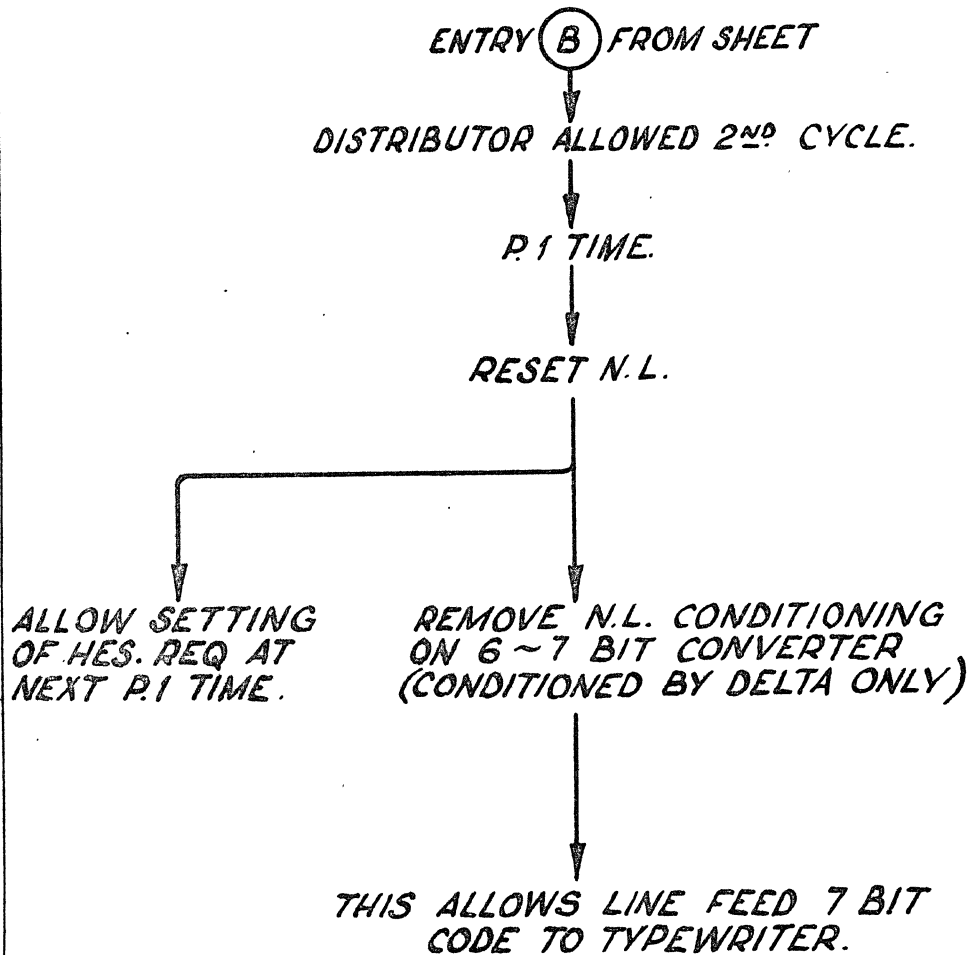 ENTRY B FROM SHEET
DISTRIBUTOR ALLOWED 2ND CYCLE.
P.1 TIME.
RESET N.L.
ALLOW SETTING
OF HES. REQ AT
NEXT P.1 TIME.
REMOVE N.L. CONDITIONING
ON 6~7 BIT CONVERTER
(CONDITIONED BY DELTA ONLY)
THIS ALLOWS LINE FEED 7 BIT
CODE TO TYPEWRITER.